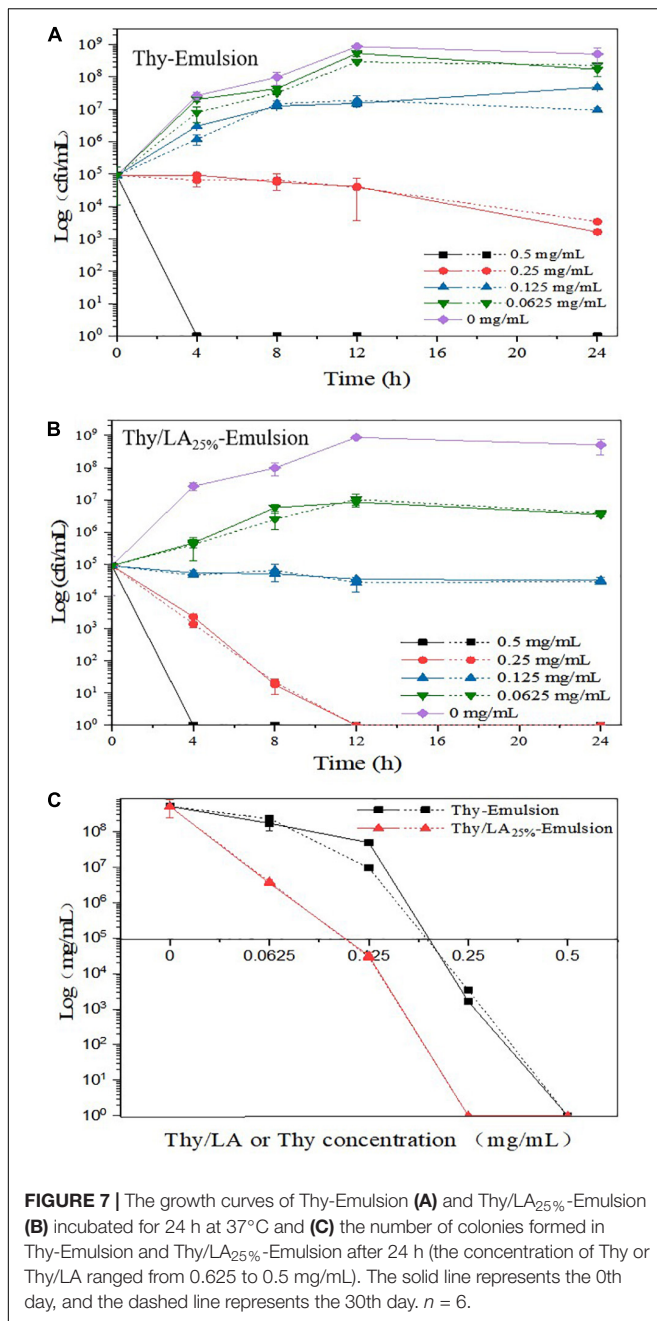 A
Thy-Emulsion
Log（cfu/mL）
10⁹
10⁸
10⁷
10⁶
10⁵
10⁴
10³
10²
10¹
10⁰
0.5 mg/mL
0.25 mg/mL
0.125 mg/mL
0.0625 mg/mL
0 mg/mL
0 4 8 12 16 20 24
Time (h)
B
Thy/LA25%-Emulsion
Log (cfu/mL)
10⁹
10⁸
10⁷
10⁶
10⁵
10⁴
10³
10²
10¹
10⁰
0.5 mg/mL
0.25 mg/mL
0.125 mg/mL
0.0625 mg/mL
0 mg/mL
0 4 8 12 16 20 24
Time (h)
C
Thy-Emulsion
Thy/LA25%-Emulsion
Log（mg/mL）
10⁸
10⁷
10⁶
10⁵
10⁴
10³
10²
10¹
10⁰
0 0.0625 0.125 0.25 0.5
Thy/LA or Thy concentration （mg/mL）
FIGURE 7 | The growth curves of Thy-Emulsion (A) and Thy/LA25%-Emulsion
(B) incubated for 24 h at 37°C and (C) the number of colonies formed in
Thy-Emulsion and Thy/LA25%-Emulsion after 24 h (the concentration of Thy or
Thy/LA ranged from 0.625 to 0.5 mg/mL). The solid line represents the 0th
day, and the dashed line represents the 30th day. n = 6.